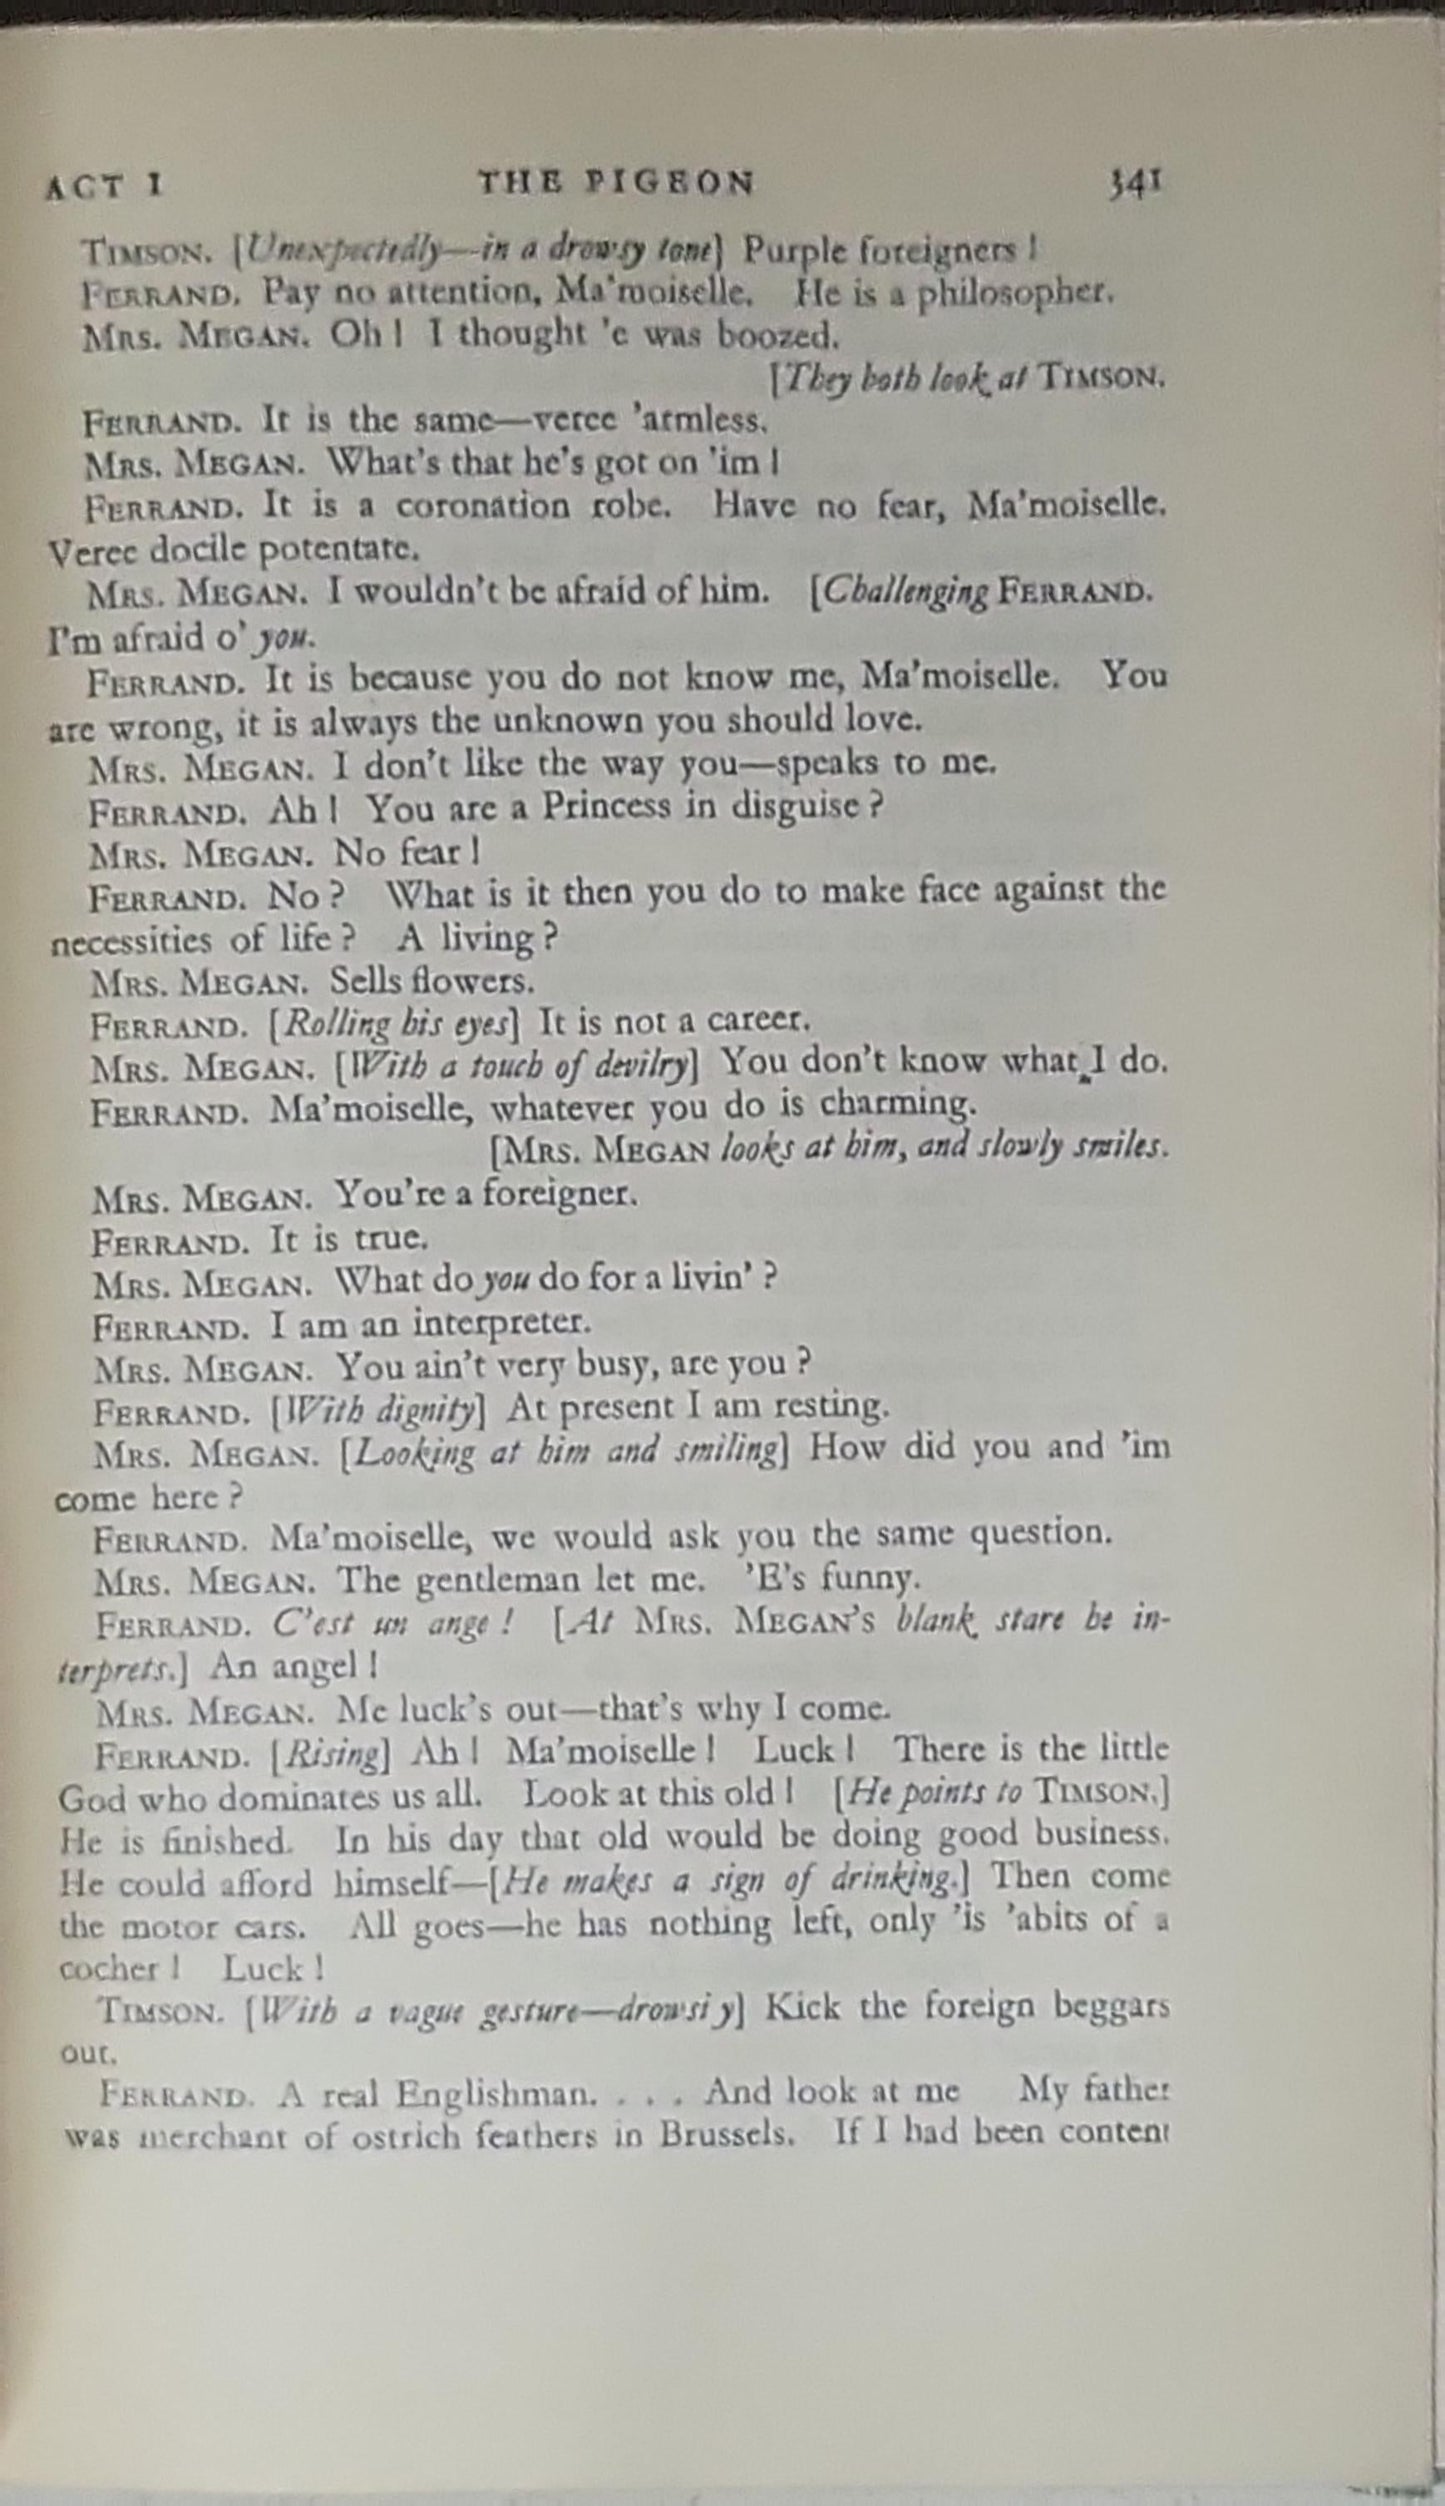 ACT I THE PIGEON 341
TIMSON. [Unexpectedly—in a drowsy tone] Purple foreigners!
FERRAND. Pay no attention, Ma'moiselle. He is a philosopher.
MRS. MEGAN. Oh! I thought 'e was boozed.
[They both look at TIMSON.
FERRAND. It is the same—veree 'armless.
MRS. MEGAN. What's that he's got on 'im!
FERRAND. It is a coronation robe. Have no fear, Ma'moiselle.
Veree docile potentate.
MRS. MEGAN. I wouldn't be afraid of him. [Challenging FERRAND.
I'm afraid o' you.
FERRAND. It is because you do not know me, Ma'moiselle. You
are wrong, it is always the unknown you should love.
MRS. MEGAN. I don't like the way you—speaks to me.
FERRAND. Ah! You are a Princess in disguise?
MRS. MEGAN. No fear!
FERRAND. No? What is it then you do to make face against the
necessities of life? A living?
MRS. MEGAN. Sells flowers.
FERRAND. [Rolling his eyes] It is not a career.
MRS. MEGAN. [With a touch of devilry] You don't know what I do.
FERRAND. Ma'moiselle, whatever you do is charming.
[MRS. MEGAN looks at him, and slowly smiles.
MRS. MEGAN. You're a foreigner.
FERRAND. It is true.
MRS. MEGAN. What do you do for a livin'?
FERRAND. I am an interpreter.
MRS. MEGAN. You ain't very busy, are you?
FERRAND. [With dignity] At present I am resting.
MRS. MEGAN. [Looking at him and smiling] How did you and 'im
come here?
FERRAND. Ma'moiselle, we would ask you the same question.
MRS. MEGAN. The gentleman let me. 'E's funny.
FERRAND. C'est un ange! [At MRS. MEGAN'S blank stare he in-
terprets.] An angel!
MRS. MEGAN. Me luck's out—that's why I come.
FERRAND. [Rising] Ah! Ma'moiselle! Luck! There is the little
God who dominates us all. Look at this old! [He points to TIMSON.]
He is finished. In his day that old would be doing good business.
He could afford himself—[He makes a sign of drinking.] Then come
the motor cars. All goes—he has nothing left, only 'is 'abits of a
cocher! Luck!
TIMSON. [With a vague gesture—drowsi y] Kick the foreign beggars
out.
FERRAND. A real Englishman. . . . And look at me My father
was merchant of ostrich feathers in Brussels. If I had been content